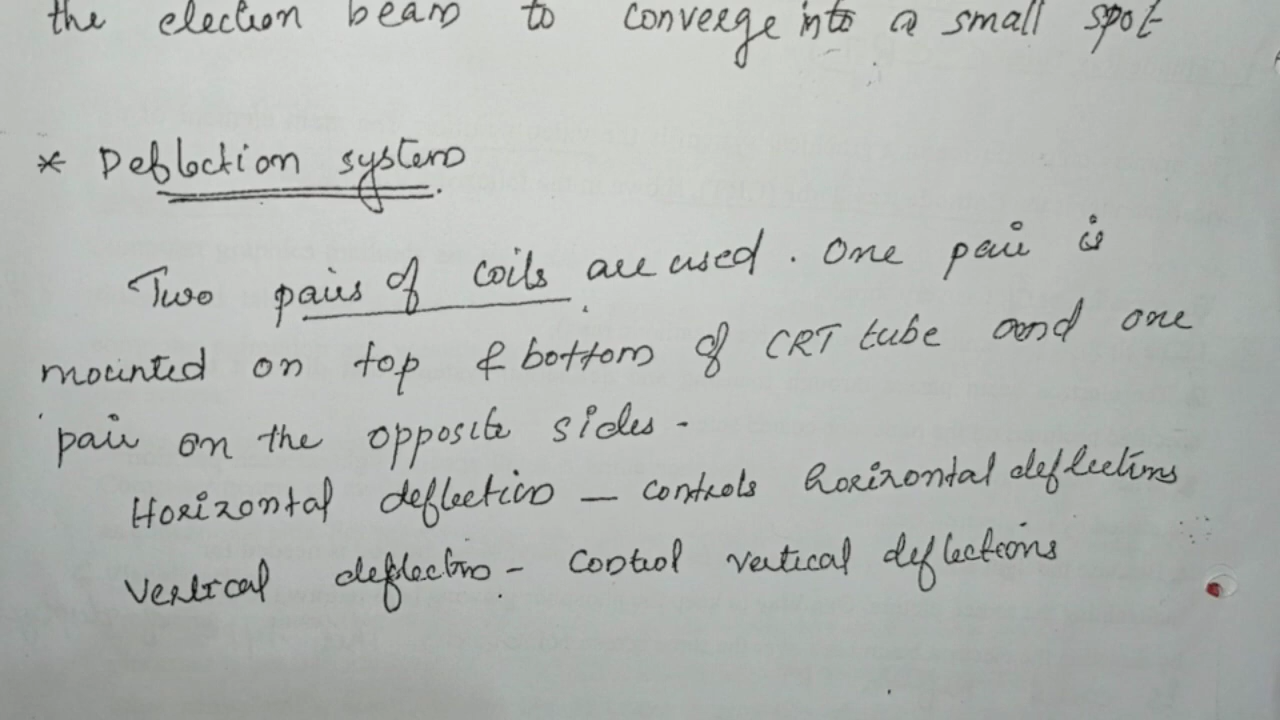 the electron beam to converge into a small spot
* Deflection system
Two pairs of coils are used. One pair is
mounted on top & bottom of CRT tube and one
pair on the opposite sides.
Horizontal deflection - controls horizontal deflections
Vertical deflection - control vertical deflections